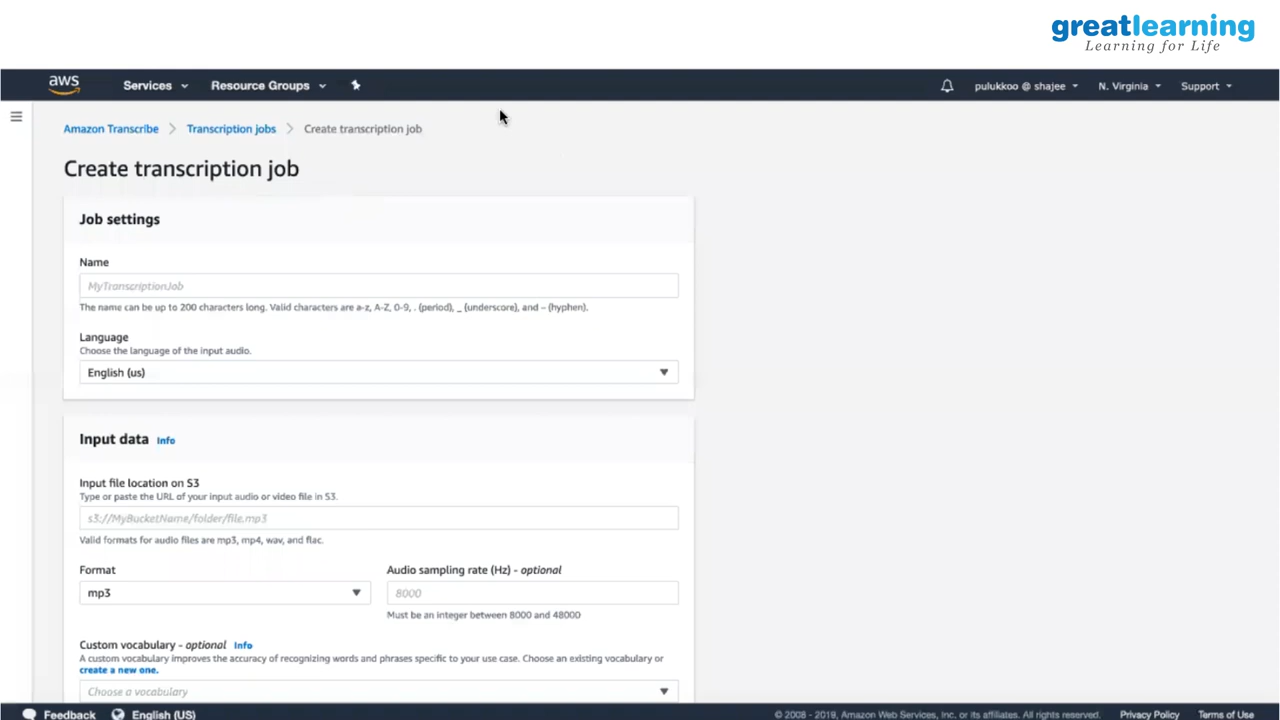 greatlearning
Learning for Life
aws Services Resource Groups pulukkoo @ shajee N. Virginia Support
Amazon Transcribe Transcription jobs Create transcription job
Create transcription job
Job settings
Name
MyTranscriptionJob
The name can be up to 200 characters long. Valid characters are a-z, A-Z, 0-9, . (period), _ (underscore), and – (hyphen).
Language
Choose the language of the input audio.
English (us)
Input data Info
Input file location on S3
Type or paste the URL of your input audio or video file in S3.
s3://MyBucketName/folder/file.mp3
Valid formats for audio files are mp3, mp4, wav, and flac.
Format Audio sampling rate (Hz) - optional
mp3 8000
Must be an integer between 8000 and 48000
Custom vocabulary - optional Info
A custom vocabulary improves the accuracy of recognizing words and phrases specific to your use case. Choose an existing vocabulary or
create a new one.
Choose a vocabulary
Feedback English (US) © 2008 - 2019, Amazon Web Services, Inc. or its affiliates. All rights reserved. Privacy Policy Terms of Use